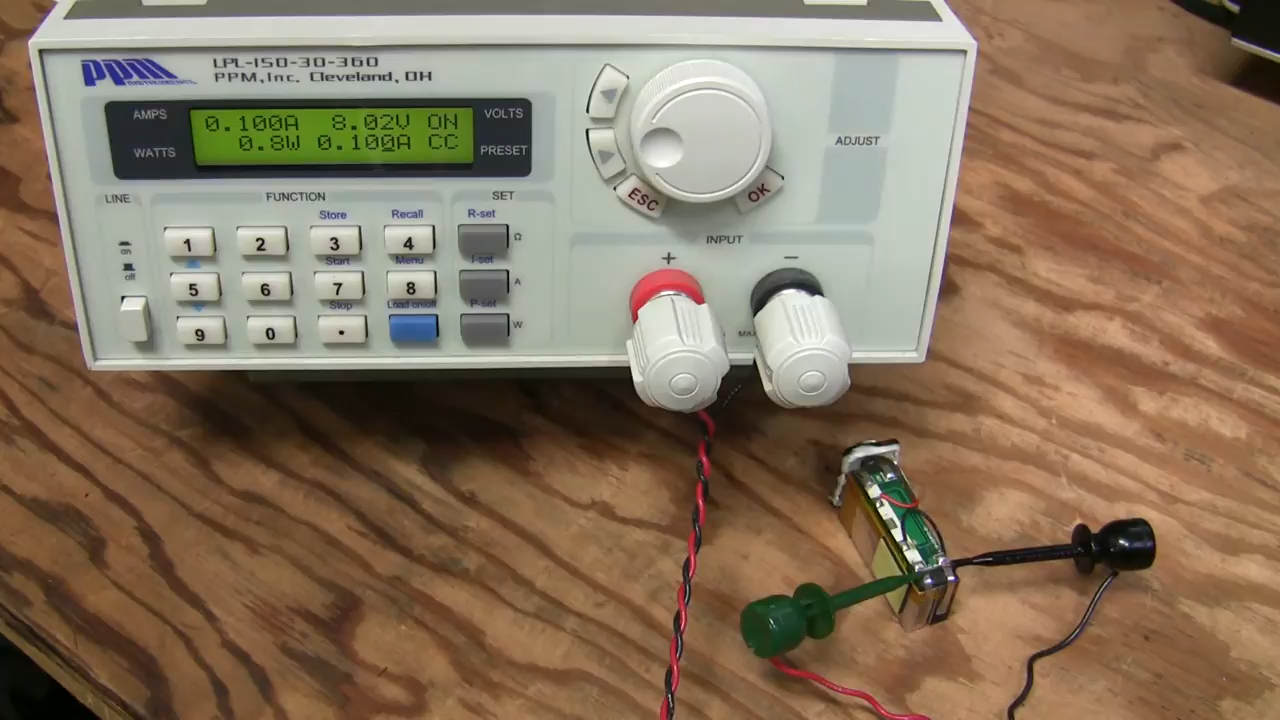 ppm
LPL-150-30-360
PPM,Inc. Cleveland, OH
AMPS
VOLTS
0.100A 8.02V ON
0.8W 0.100A CC
WATTS
PRESET
ADJUST
ESC
OK
LINE
FUNCTION
SET
on
off
Store
Recall
R-set
1
2
3
4
Ω
Start
Menu
I-set
5
6
7
8
A
Stop
Load on/off
P-set
9
0
.
W
INPUT
+
−